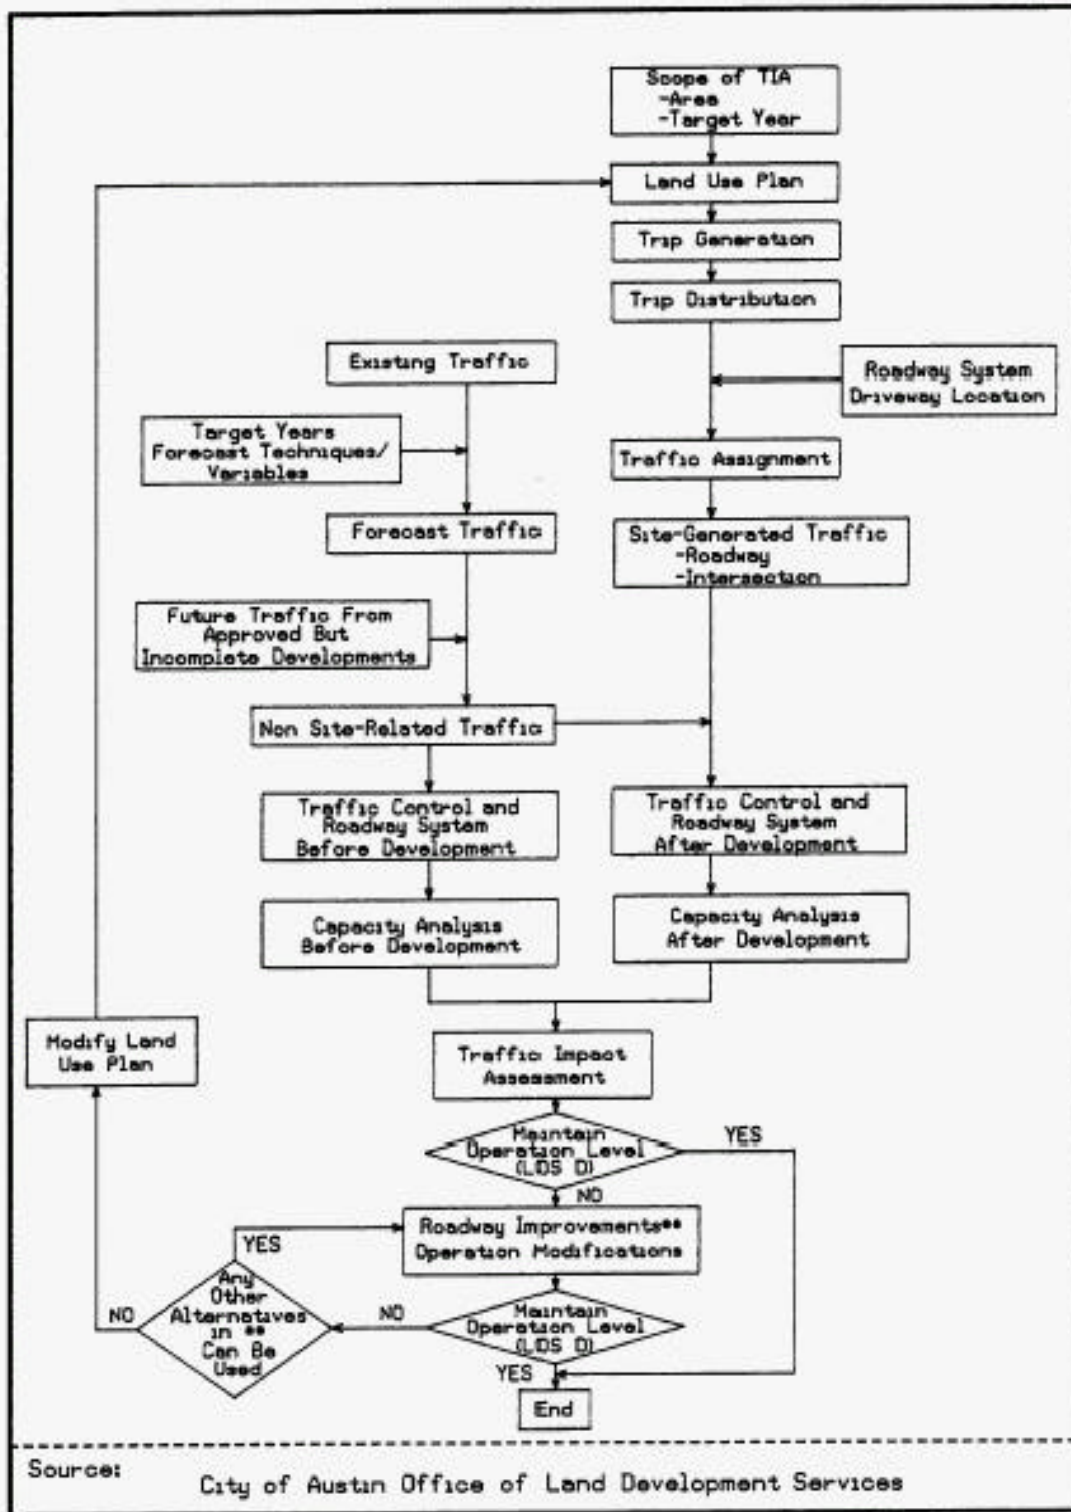 Scope of TIA
-Area
-Target Year
Land Use Plan
Trip Generation
Trip Distribution
Existing Traffic
Roadway System
Driveway Location
Target Years
Forecast Techniques/
Variables
Traffic Assignment
Forecast Traffic
Site-Generated Traffic
-Roadway
-Intersection
Future Traffic From
Approved But
Incomplete Developments
Non Site-Related Traffic
Traffic Control and
Roadway System
Before Development
Traffic Control and
Roadway System
After Development
Capacity Analysis
Before Development
Capacity Analysis
After Development
Modify Land
Use Plan
Traffic Impact
Assessment
Maintain
Operation Level
(LOS D)
YES
NO
Roadway Improvements**
Operation Modifications
YES
Any
Other
Alternatives
in **
Can Be
Used
NO
NO
Maintain
Operation Level
(LOS D)
YES
End
Source:
City of Austin Office of Land Development Services